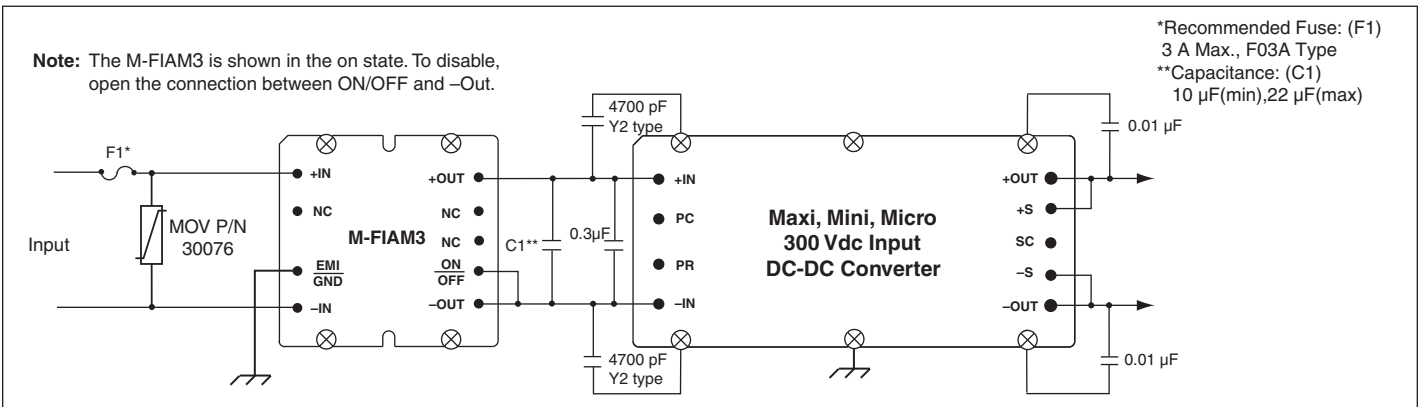 *Recommended Fuse: (F1)
3 A Max., F03A Type
**Capacitance: (C1)
10 µF(min),22 µF(max)
Note: The M-FIAM3 is shown in the on state. To disable,
open the connection between ON/OFF and –Out.
F1*
Input
MOV P/N
30076
+IN
NC
EMI
GND
–IN
M-FIAM3
+OUT
NC
NC
ON
OFF
–OUT
C1**
0.3µF
4700 pF
Y2 type
4700 pF
Y2 type
+IN
PC
PR
–IN
Maxi, Mini, Micro
300 Vdc Input
DC-DC Converter
+OUT
+S
SC
–S
–OUT
0.01 µF
0.01 µF